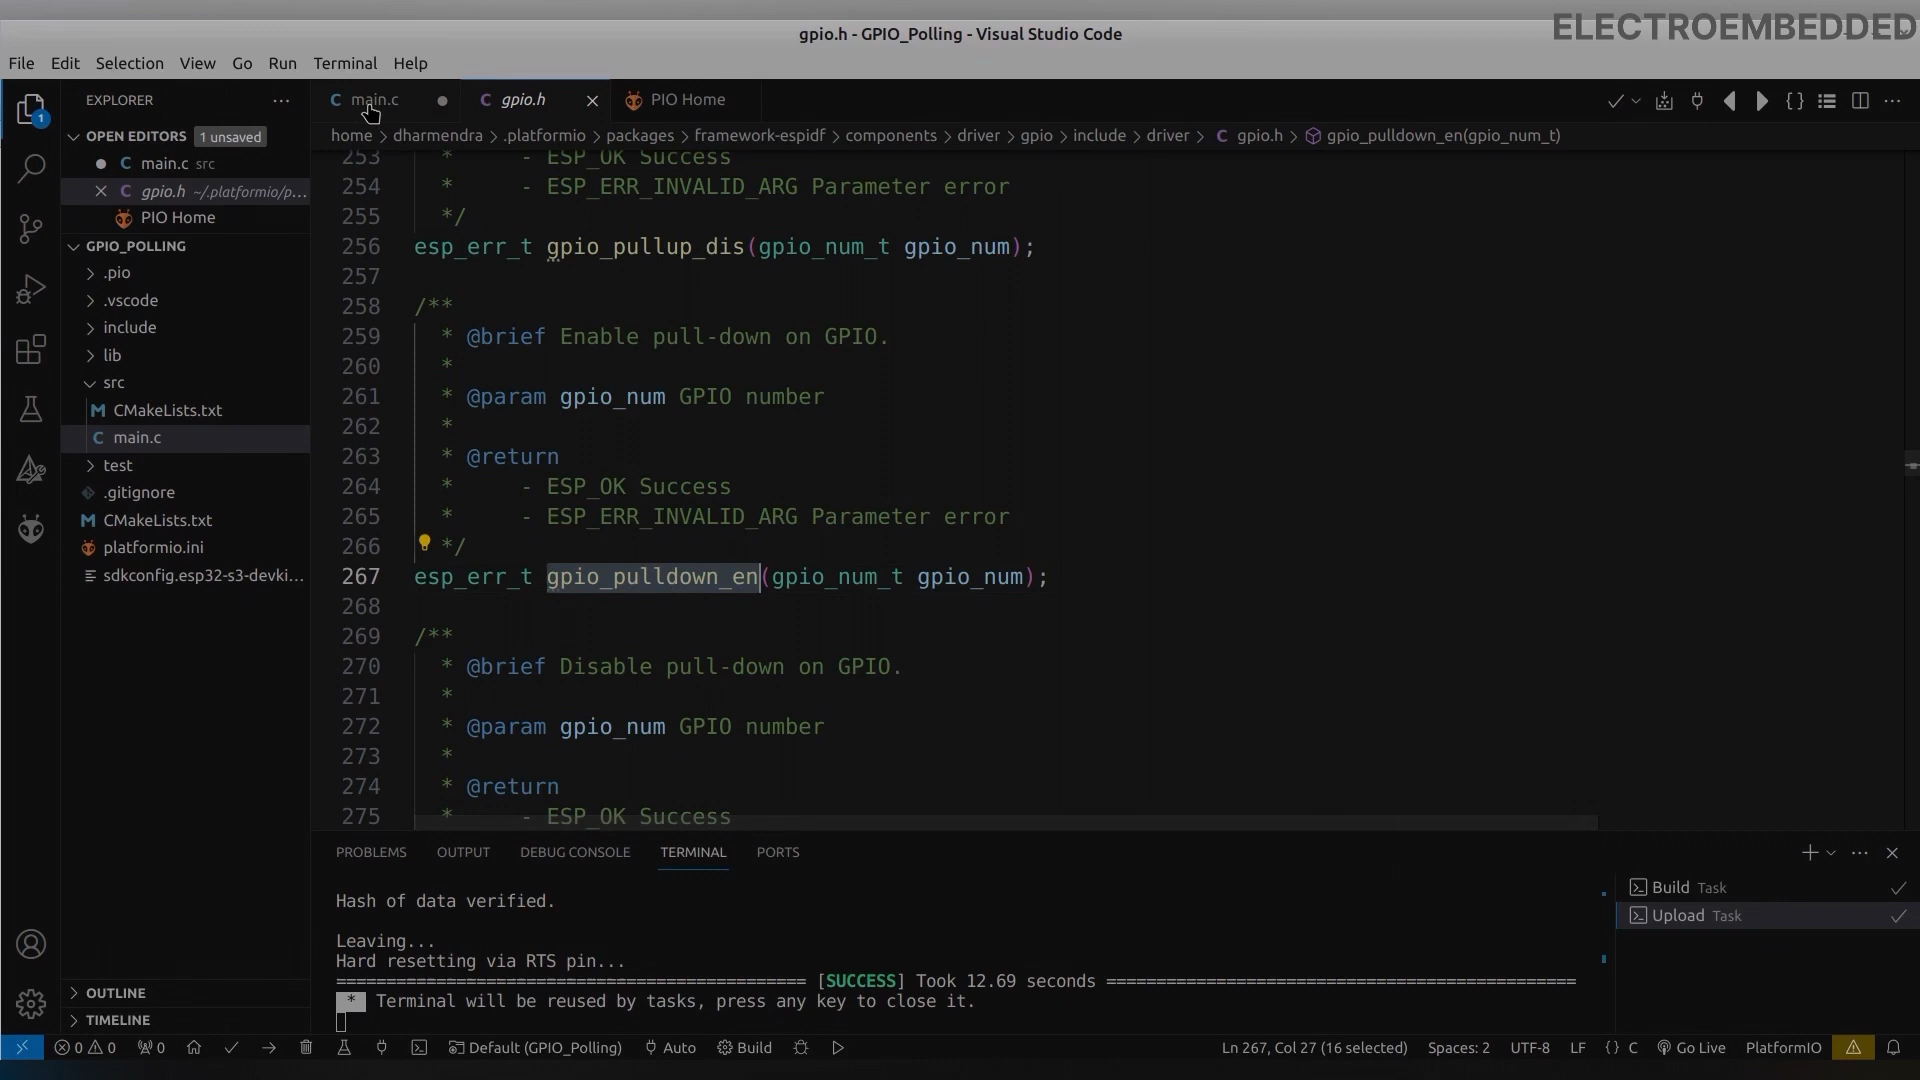 ELECTROEMBEDDED
gpio.h - GPIO_Polling - Visual Studio Code
File Edit Selection View Go Run Terminal Help
EXPLORER
main.c
gpio.h
PIO Home
home > dharmendra > .platformio > packages > framework-espidf > components > driver > gpio > include > driver > C gpio.h > gpio_pulldown_en(gpio_num_t)
OPEN EDITORS 1 unsaved
C main.c src
C gpio.h ~/.platformio/p...
PIO Home
GPIO_POLLING
.pio
.vscode
include
lib
src
M CMakeLists.txt
C main.c
test
.gitignore
M CMakeLists.txt
platformio.ini
sdkconfig.esp32-s3-devki...
OUTLINE
TIMELINE
253 * - ESP_OK Success
254 * - ESP_ERR_INVALID_ARG Parameter error
255 */
256 esp_err_t gpio_pullup_dis(gpio_num_t gpio_num);
257
258 /**
259 * @brief Enable pull-down on GPIO.
260 *
261 * @param gpio_num GPIO number
262 *
263 * @return
264 * - ESP_OK Success
265 * - ESP_ERR_INVALID_ARG Parameter error
266 */
267 esp_err_t gpio_pulldown_en(gpio_num_t gpio_num);
268
269 /**
270 * @brief Disable pull-down on GPIO.
271 *
272 * @param gpio_num GPIO number
273 *
274 * @return
275 * - ESP_OK Success
PROBLEMS OUTPUT DEBUG CONSOLE TERMINAL PORTS
Hash of data verified.
Leaving...
Hard resetting via RTS pin...
=============================================== [SUCCESS] Took 12.69 seconds ===============================================
* Terminal will be reused by tasks, press any key to close it.
Build Task
Upload Task
0 0 0 Default (GPIO_Polling) Auto Build Ln 267, Col 27 (16 selected) Spaces: 2 UTF-8 LF {} C Go Live PlatformIO